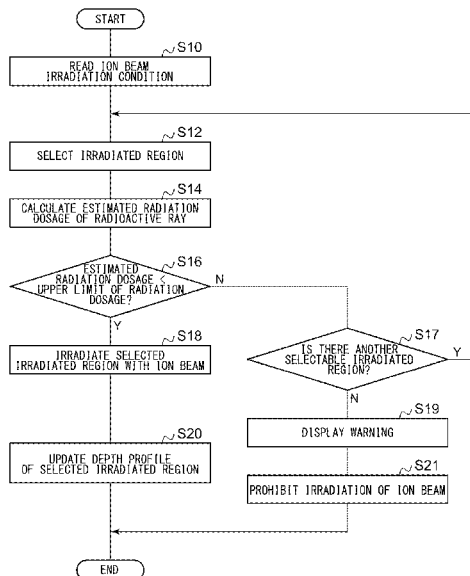 START
S10
READ ION BEAM
IRRADIATION CONDITION
S12
SELECT IRRADIATED REGION
S14
CALCULATE ESTIMATED RADIATION
DOSAGE OF RADIOACTIVE RAY
S16
ESTIMATED
RADIATION DOSAGE <
UPPER LIMIT OF RADIATION
DOSAGE?
N
Y
S17
IS THERE ANOTHER
SELECTABLE IRRADIATED
REGION?
Y
N
S18
IRRADIATE SELECTED
IRRADIATED REGION WITH ION BEAM
S19
DISPLAY WARNING
S20
UPDATE DEPTH PROFILE
OF SELECTED IRRADIATED REGION
S21
PROHIBIT IRRADIATION OF ION BEAM
END